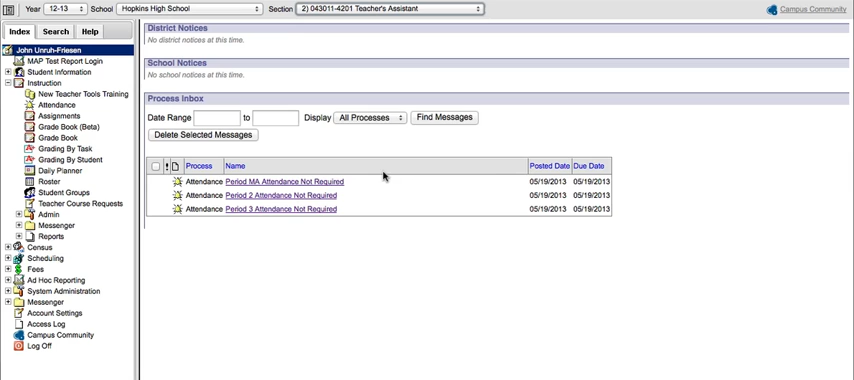 Year 12-13 School Hopkins High School Section 2) 043011-4201 Teacher's Assistant Campus Community
Index Search Help
John Unruh-Friesen
MAP Test Report Login
Student Information
Instruction
New Teacher Tools Training
Attendance
Assignments
Grade Book (Beta)
Grade Book
Grading By Task
Grading By Student
Daily Planner
Roster
Student Groups
Teacher Course Requests
Admin
Messenger
Reports
Census
Scheduling
Fees
Ad Hoc Reporting
System Administration
Messenger
Account Settings
Access Log
Campus Community
Log Off
District Notices
No district notices at this time.
School Notices
No school notices at this time.
Process Inbox
Date Range to Display All Processes Find Messages
Delete Selected Messages
! Process Name Posted Date Due Date
Attendance Period MA Attendance Not Required 05/19/2013 05/19/2013
Attendance Period 2 Attendance Not Required 05/19/2013 05/19/2013
Attendance Period 3 Attendance Not Required 05/19/2013 05/19/2013